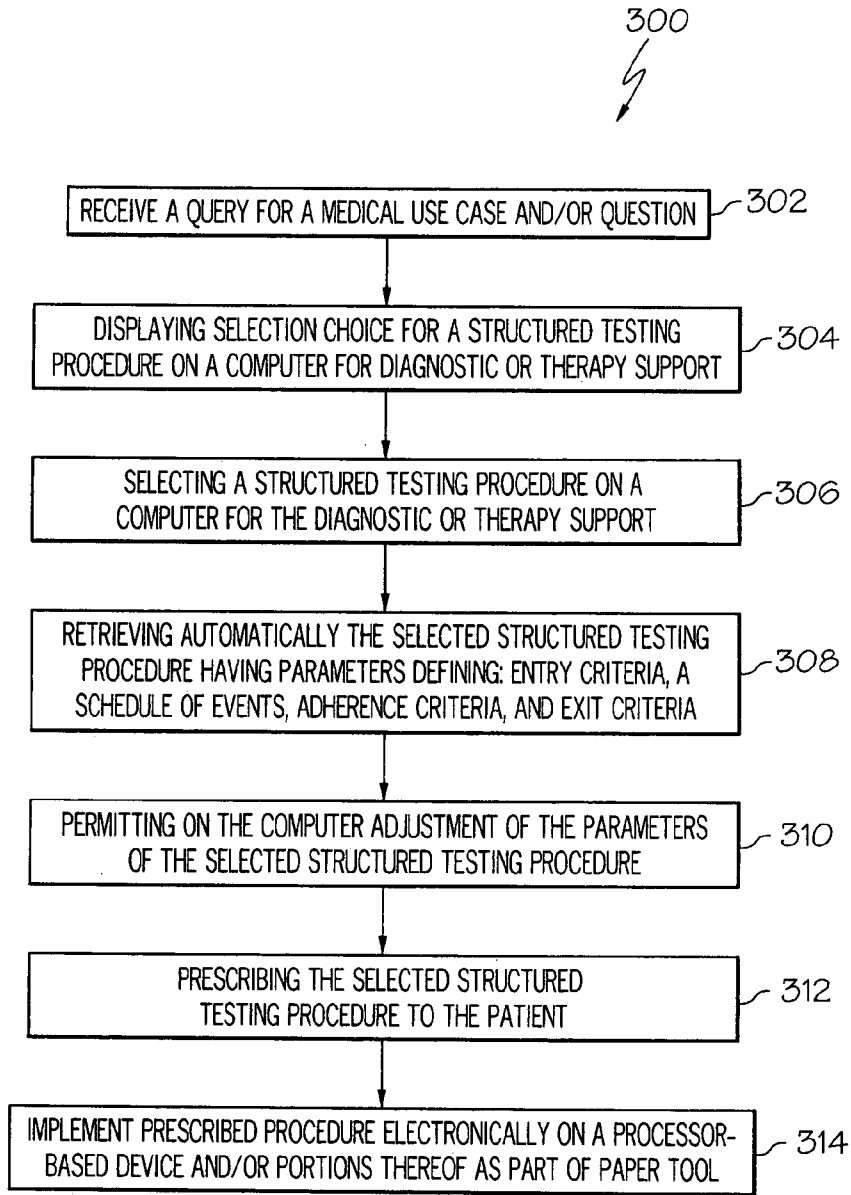 300
RECEIVE A QUERY FOR A MEDICAL USE CASE AND/OR QUESTION
302
DISPLAYING SELECTION CHOICE FOR A STRUCTURED TESTING
PROCEDURE ON A COMPUTER FOR DIAGNOSTIC OR THERAPY SUPPORT
304
SELECTING A STRUCTURED TESTING PROCEDURE ON A
COMPUTER FOR THE DIAGNOSTIC OR THERAPY SUPPORT
306
RETRIEVING AUTOMATICALLY THE SELECTED STRUCTURED TESTING
PROCEDURE HAVING PARAMETERS DEFINING: ENTRY CRITERIA, A
SCHEDULE OF EVENTS, ADHERENCE CRITERIA, AND EXIT CRITERIA
308
PERMITTING ON THE COMPUTER ADJUSTMENT OF THE PARAMETERS
OF THE SELECTED STRUCTURED TESTING PROCEDURE
310
PRESCRIBING THE SELECTED STRUCTURED
TESTING PROCEDURE TO THE PATIENT
312
IMPLEMENT PRESCRIBED PROCEDURE ELECTRONICALLY ON A PROCESSOR-
BASED DEVICE AND/OR PORTIONS THEREOF AS PART OF PAPER TOOL
314